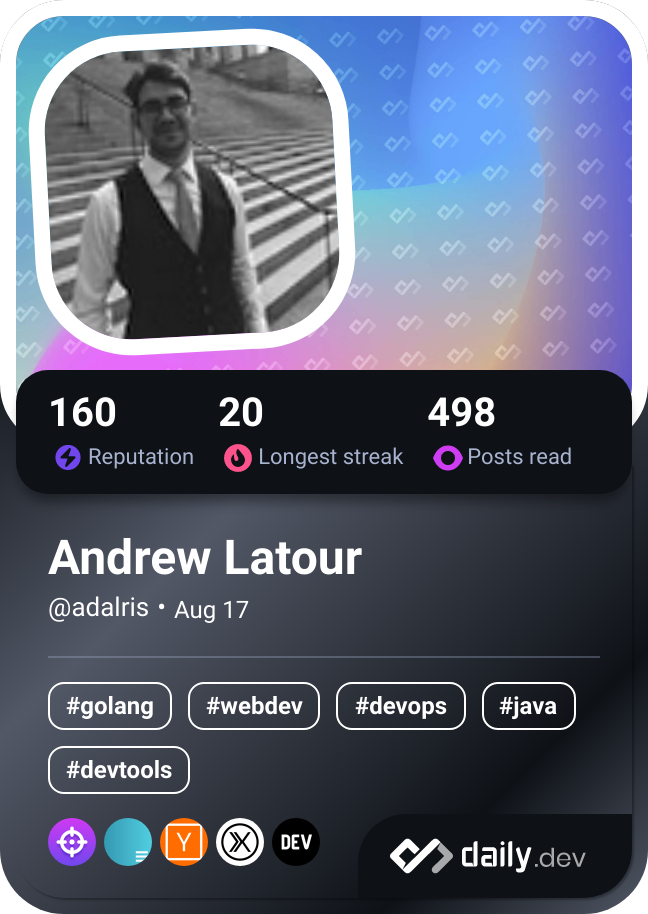 160 20 498
Reputation Longest streak Posts read
Andrew Latour
@adalris • Aug 17
#golang #webdev #devops #java
#devtools
Y DEV daily.dev